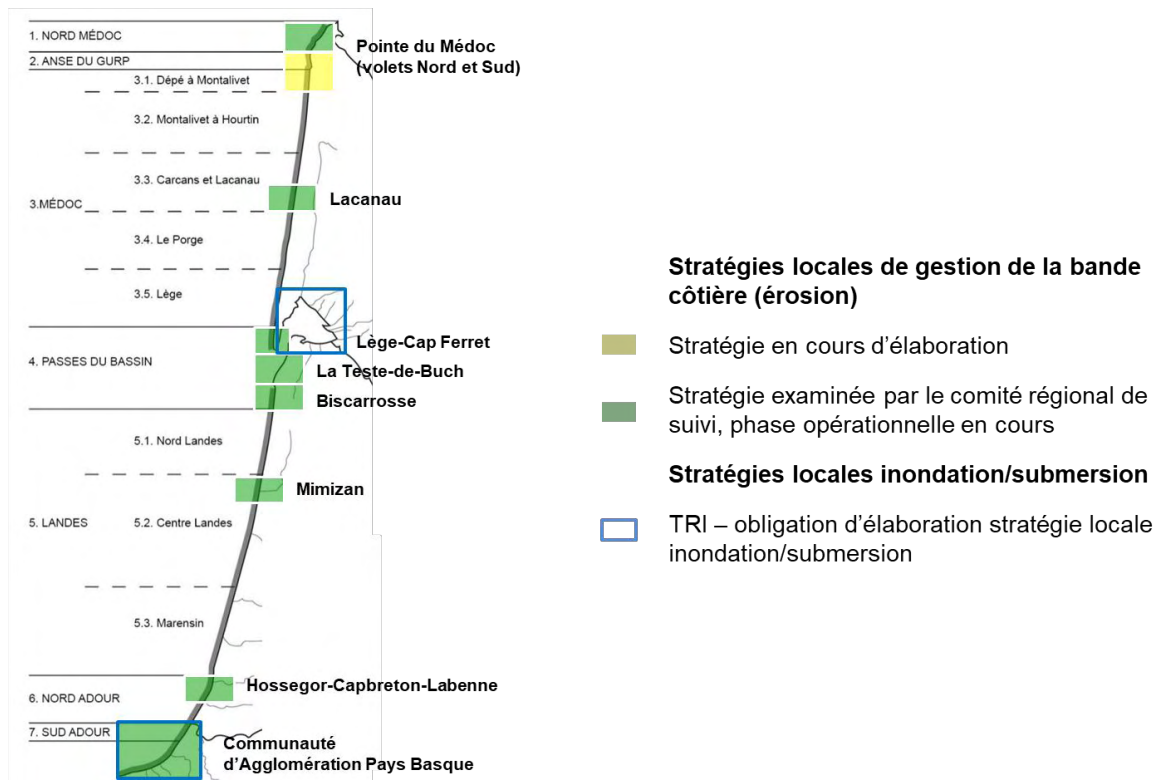 1. NORD MÉDOC
2. ANSE DU GURP
3.1. Dépé à Montalivet
3.2. Montalivet à Hourtin
3.3. Carcans et Lacanau
3.MÉDOC
3.4. Le Porge
3.5. Lège
4. PASSES DU BASSIN
5.1. Nord Landes
5. LANDES
5.2. Centre Landes
5.3. Marensin
6. NORD ADOUR
7. SUD ADOUR
Pointe du Médoc
(volets Nord et Sud)
Lacanau
Lège-Cap Ferret
La Teste-de-Buch
Biscarrosse
Mimizan
Hossegor-Capbreton-Labenne
Communauté
d'Agglomération Pays Basque
Stratégies locales de gestion de la bande
côtière (érosion)
Stratégie en cours d'élaboration
Stratégie examinée par le comité régional de
suivi, phase opérationnelle en cours
Stratégies locales inondation/submersion
TRI – obligation d'élaboration stratégie locale
inondation/submersion